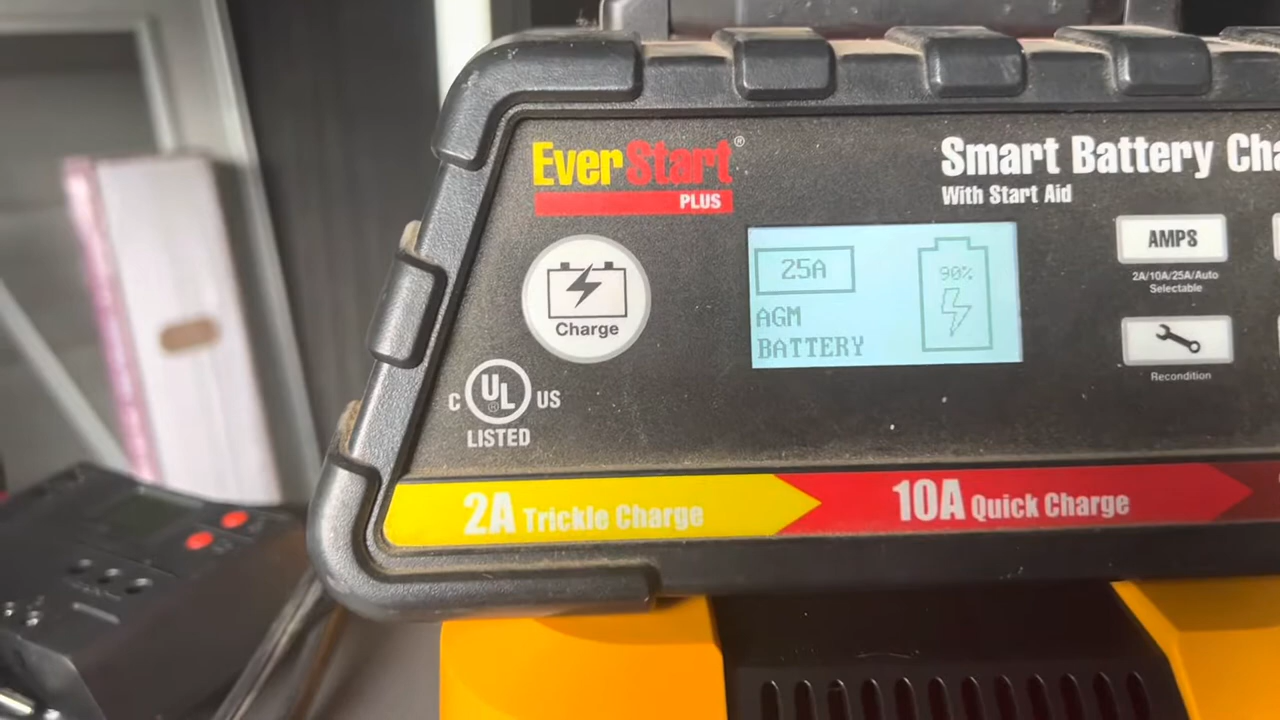 EverStart®
PLUS
Smart Battery Cha
With Start Aid
25A
90%
AGM
BATTERY
Charge
AMPS
2A/10A/25A/Auto
Selectable
Recondition
C UL® US
LISTED
2A Trickle Charge
10A Quick Charge